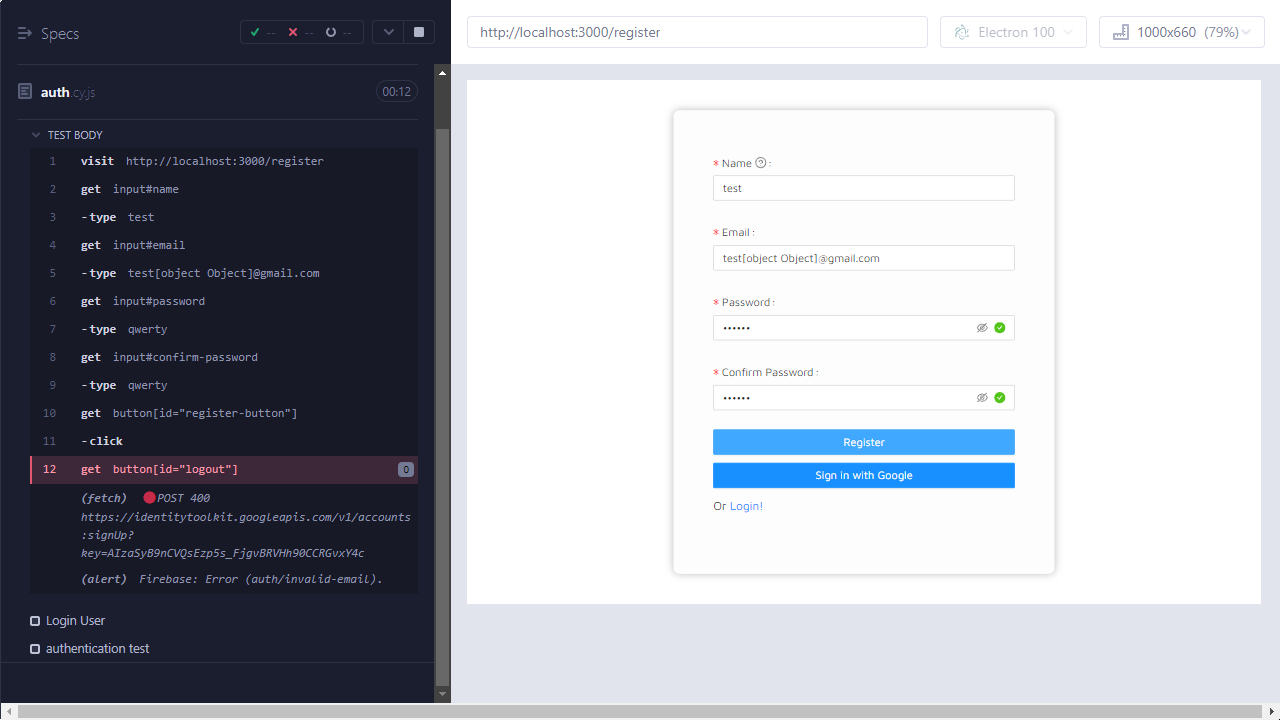 Specs
-- -- --
http://localhost:3000/register
Electron 100
1000x660 (79%)
auth.cy.js
00:12
TEST BODY
1 visit http://localhost:3000/register
2 get input#name
3 -type test
4 get input#email
5 -type test[object Object]@gmail.com
6 get input#password
7 -type qwerty
8 get input#confirm-password
9 -type qwerty
10 get button[id="register-button"]
11 -click
12 get button[id="logout"] 0
(fetch) POST 400
https://identitytoolkit.googleapis.com/v1/accounts
:signUp?
key=AIzaSyB9nCVQsEzp5s_FjgvBRVHh90CCRGvxY4c
(alert) Firebase: Error (auth/invalid-email).
Login User
authentication test
* Name ? :
test
* Email :
test[object Object]@gmail.com
* Password :
••••••
* Confirm Password :
••••••
Register
Sign in with Google
Or Login!